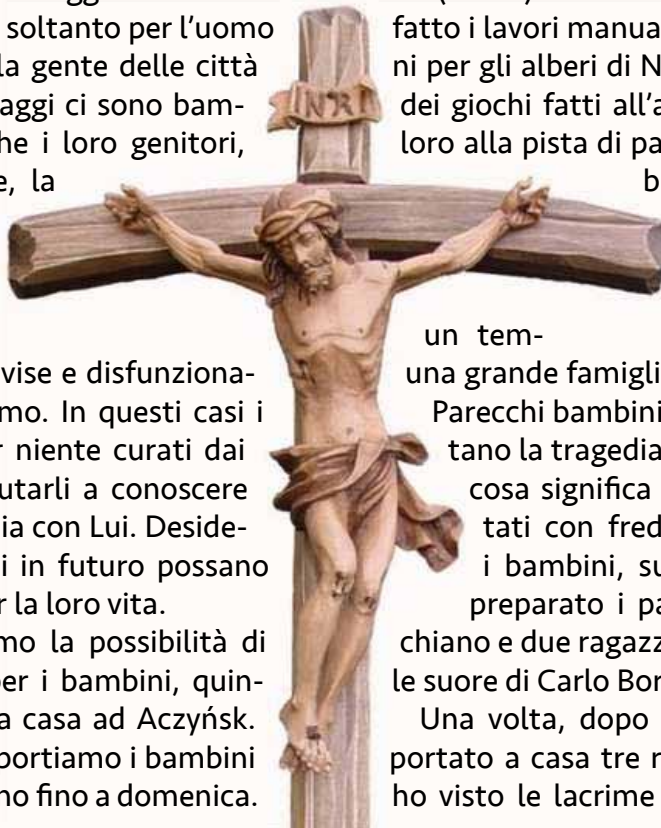 soltanto per l’uomo
la gente delle città
aggi ci sono bam-
he i loro genitori,
e, la
vise e disfunziona-
mo. In questi casi i
r niente curati dai
utarli a conoscere
ia con Lui. Deside-
i in futuro possano
r la loro vita.
mo la possibilità di
per i bambini, quin-
a casa ad Aczyńsk.
portiamo i bambini
no fino a domenica.
INRI
fatto i lavori manua
ni per gli alberi di N
dei giochi fatti all’a
loro alla pista di pa
b
un tem-
una grande famigli
Parecchi bambini
tano la tragedia
cosa significa
tati con fred
i bambini, su
preparato i pa
chiano e due ragazz
le suore di Carlo Bor
Una volta, dopo
portato a casa tre r
ho visto le lacrime